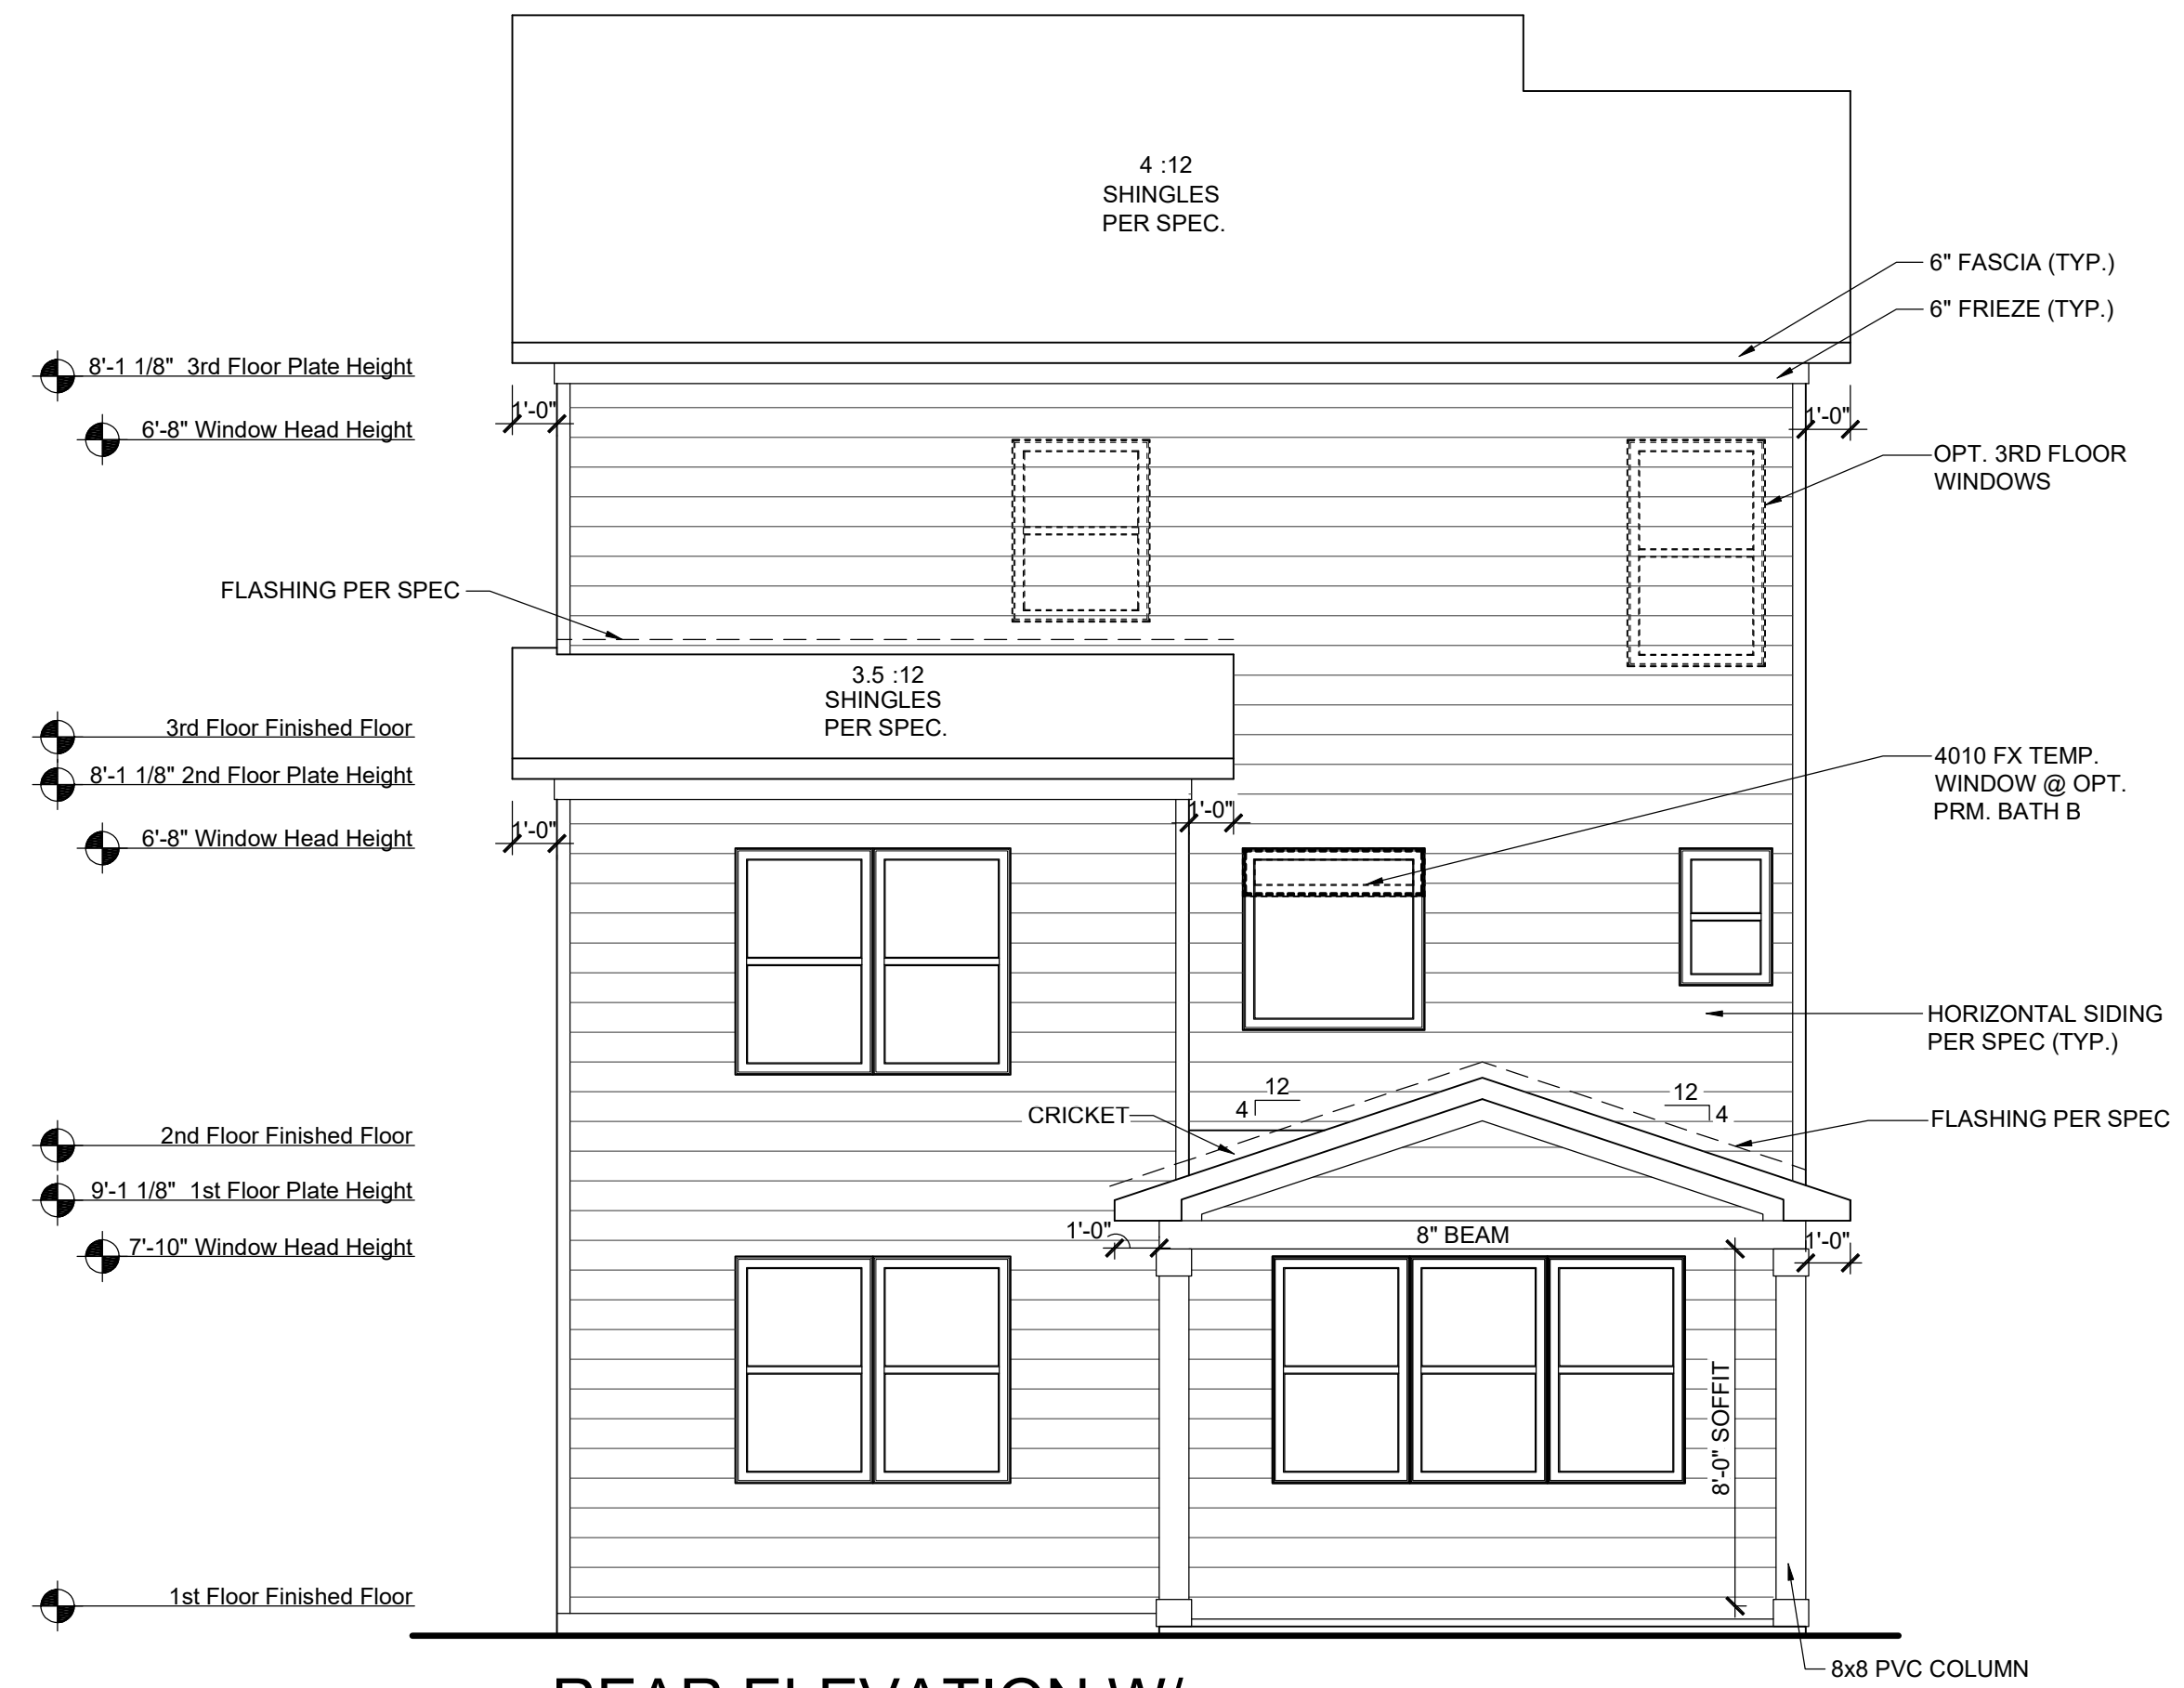 4 :12
SHINGLES
PER SPEC.
6" FASCIA (TYP.)
6" FRIEZE (TYP.)
8'-1 1/8"  3rd Floor Plate Height
1'-0"
1'-0"
6'-8" Window Head Height
OPT. 3RD FLOOR
WINDOWS
FLASHING PER SPEC
3.5 :12
SHINGLES
PER SPEC.
3rd Floor Finished Floor
8'-1 1/8" 2nd Floor Plate Height
4010 FX TEMP.
WINDOW @ OPT.
PRM. BATH B
1'-0"
1'-0"
6'-8" Window Head Height
HORIZONTAL SIDING
PER SPEC (TYP.)
12
4
12
4
CRICKET
FLASHING PER SPEC
2nd Floor Finished Floor
9'-1 1/8"  1st Floor Plate Height
1'-0"
8" BEAM
1'-0"
7'-10" Window Head Height
8'-0" SOFFIT
1st Floor Finished Floor
8x8 PVC COLUMN
REAR ELEVATION W/